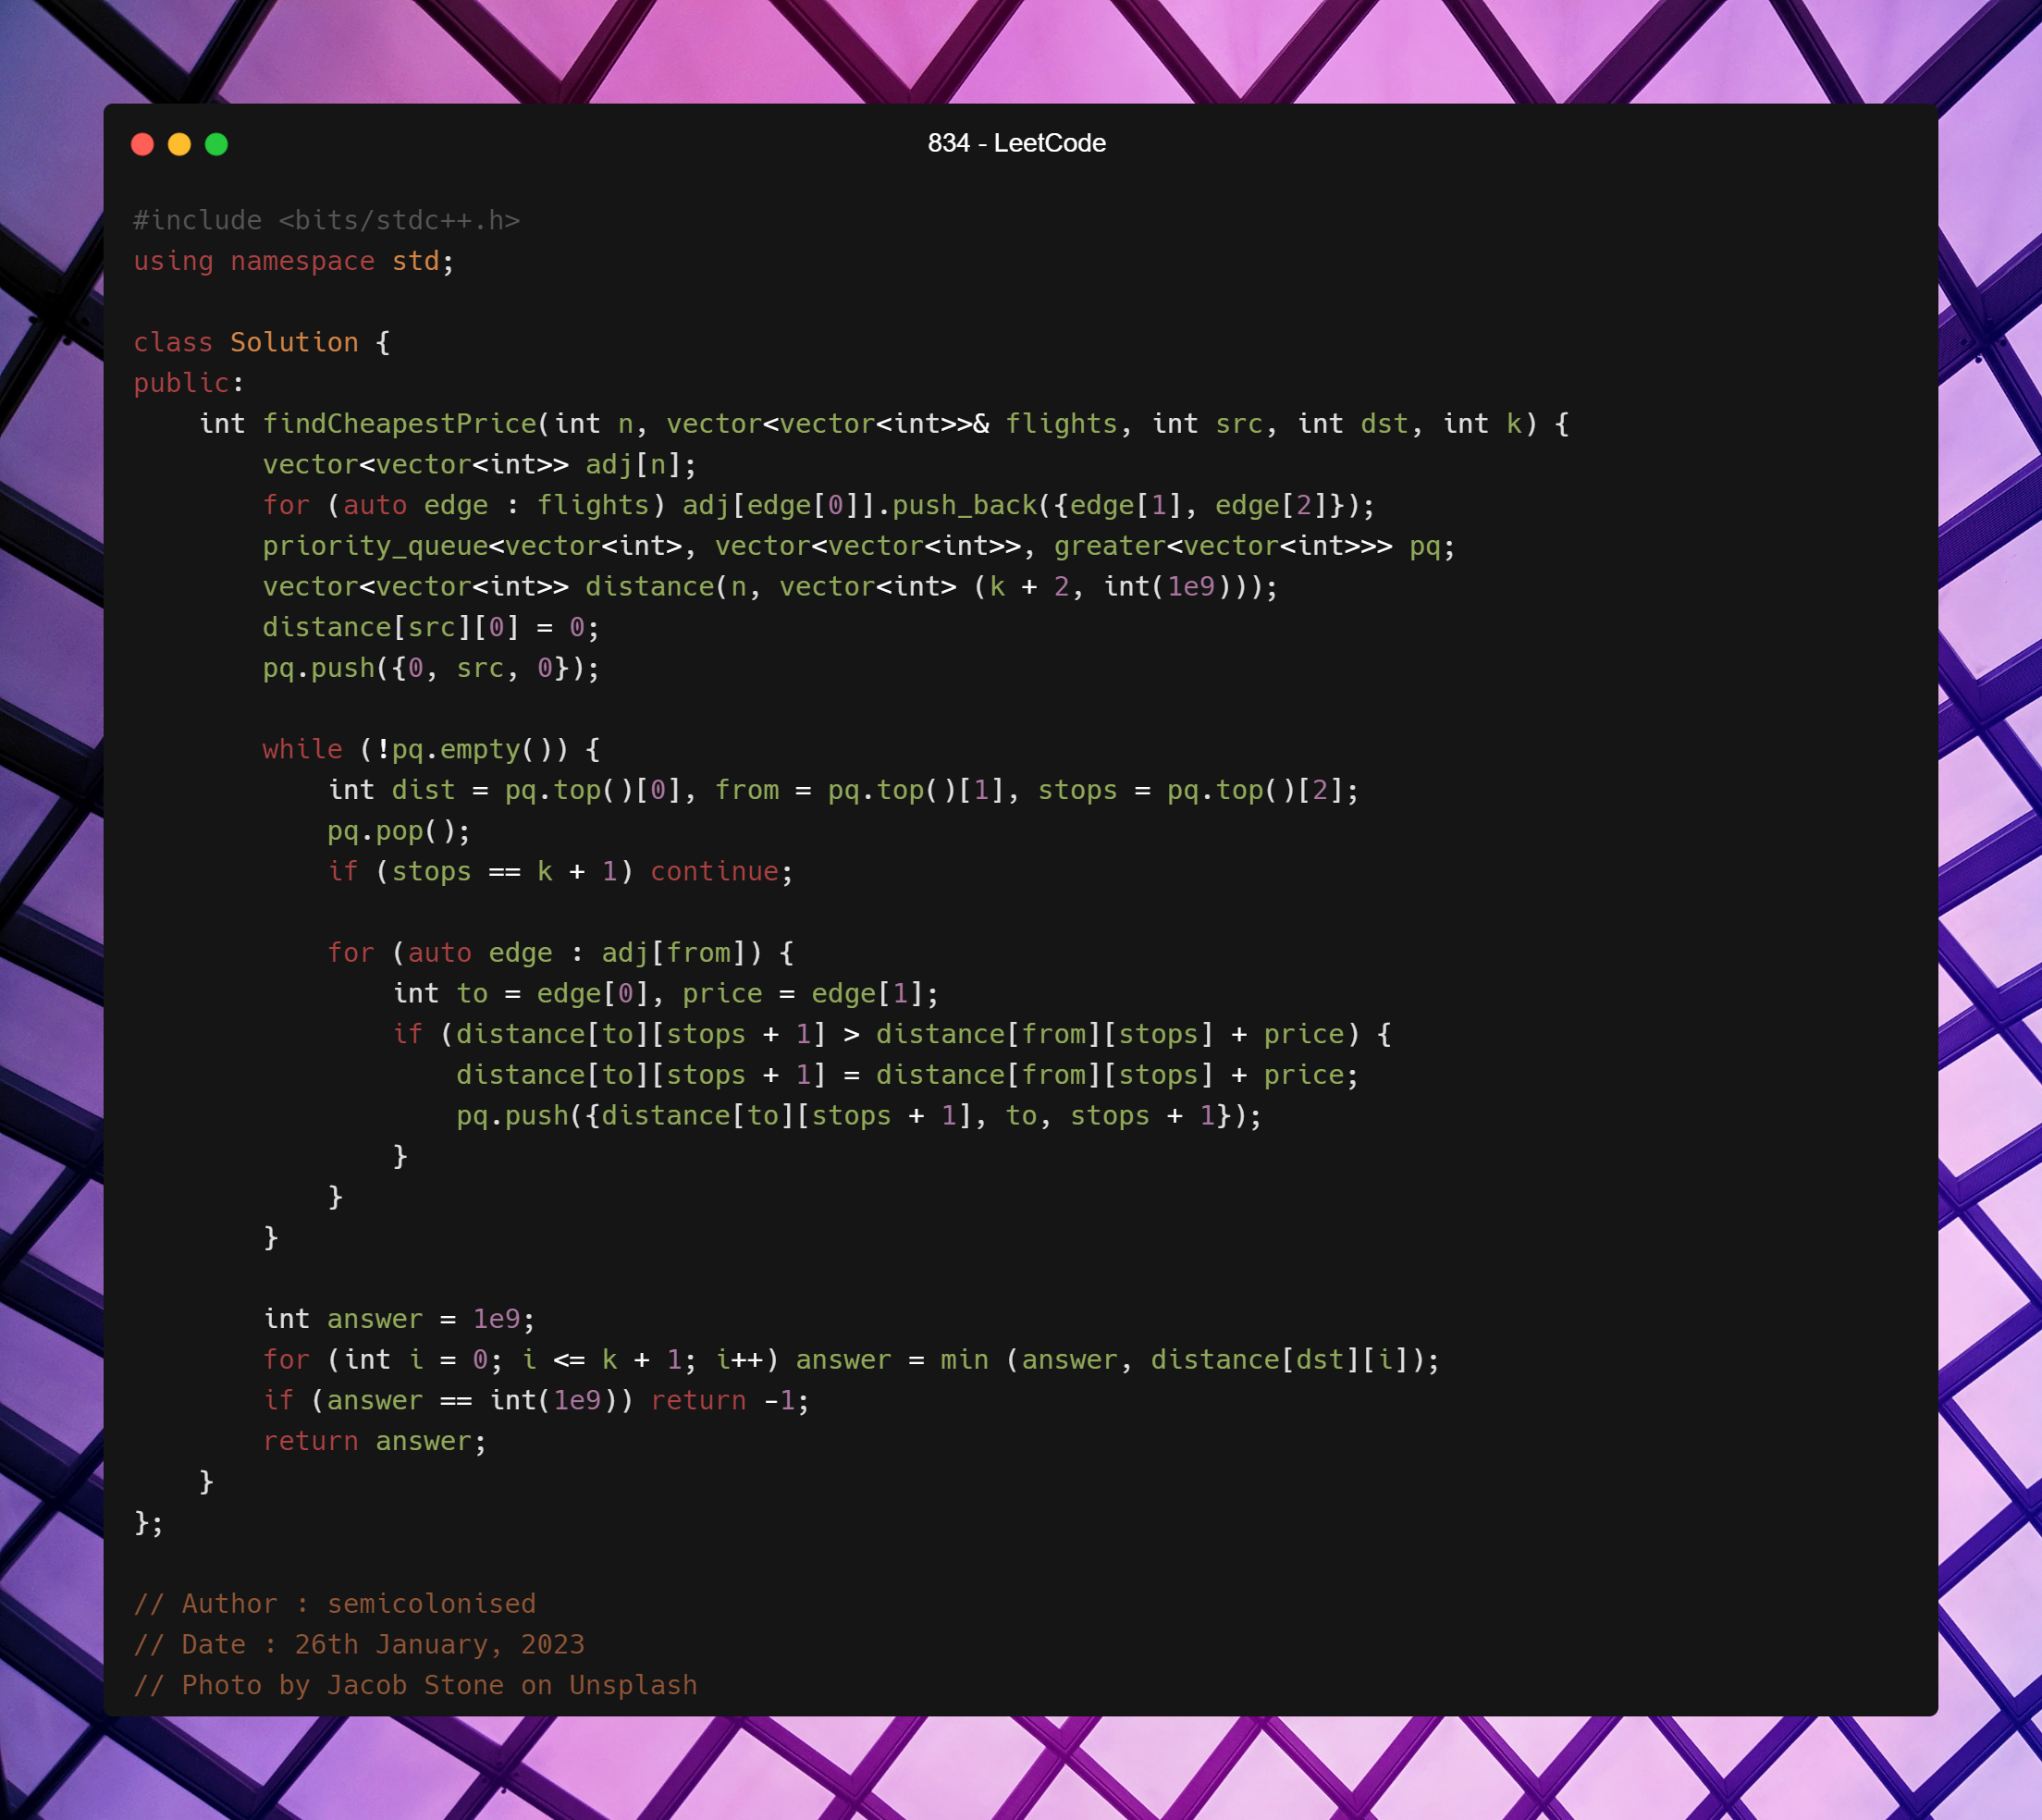 834 - LeetCode
#include <bits/stdc++.h>
using namespace std;
class Solution {
public:
    int findCheapestPrice(int n, vector<vector<int>>& flights, int src, int dst, int k) {
        vector<vector<int>> adj[n];
        for (auto edge : flights) adj[edge[0]].push_back({edge[1], edge[2]});
        priority_queue<vector<int>, vector<vector<int>>, greater<vector<int>>> pq;
        vector<vector<int>> distance(n, vector<int> (k + 2, int(1e9)));
        distance[src][0] = 0;
        pq.push({0, src, 0});
        while (!pq.empty()) {
            int dist = pq.top()[0], from = pq.top()[1], stops = pq.top()[2];
            pq.pop();
            if (stops == k + 1) continue;
            for (auto edge : adj[from]) {
                int to = edge[0], price = edge[1];
                if (distance[to][stops + 1] > distance[from][stops] + price) {
                    distance[to][stops + 1] = distance[from][stops] + price;
                    pq.push({distance[to][stops + 1], to, stops + 1});
                }
            }
        }
        int answer = 1e9;
        for (int i = 0; i <= k + 1; i++) answer = min (answer, distance[dst][i]);
        if (answer == int(1e9)) return -1;
        return answer;
    }
};
// Author : semicolonised
// Date : 26th January, 2023
// Photo by Jacob Stone on Unsplash